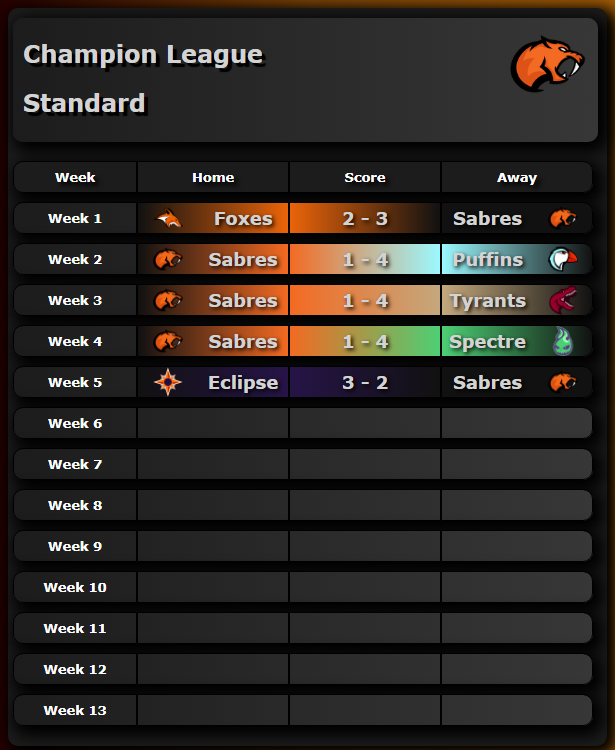 Champion League
Standard
Week Home Score Away
Week 1 Foxes 2 - 3 Sabres
Week 2 Sabres 1 - 4 Puffins
Week 3 Sabres 1 - 4 Tyrants
Week 4 Sabres 1 - 4 Spectre
Week 5 Eclipse 3 - 2 Sabres
Week 6
Week 7
Week 8
Week 9
Week 10
Week 11
Week 12
Week 13